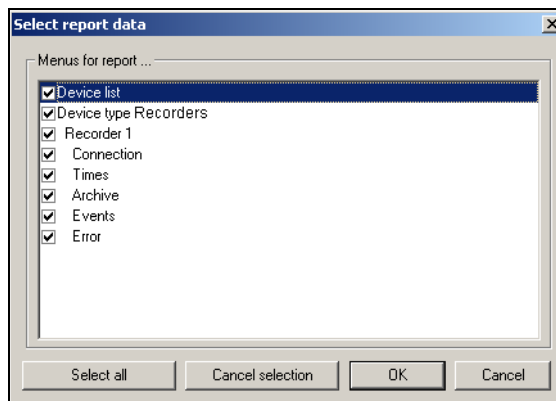 Select report data
Menus for report ...
Device list
Device type Recorders
Recorder 1
Connection
Times
Archive
Events
Error
Select all
Cancel selection
OK
Cancel